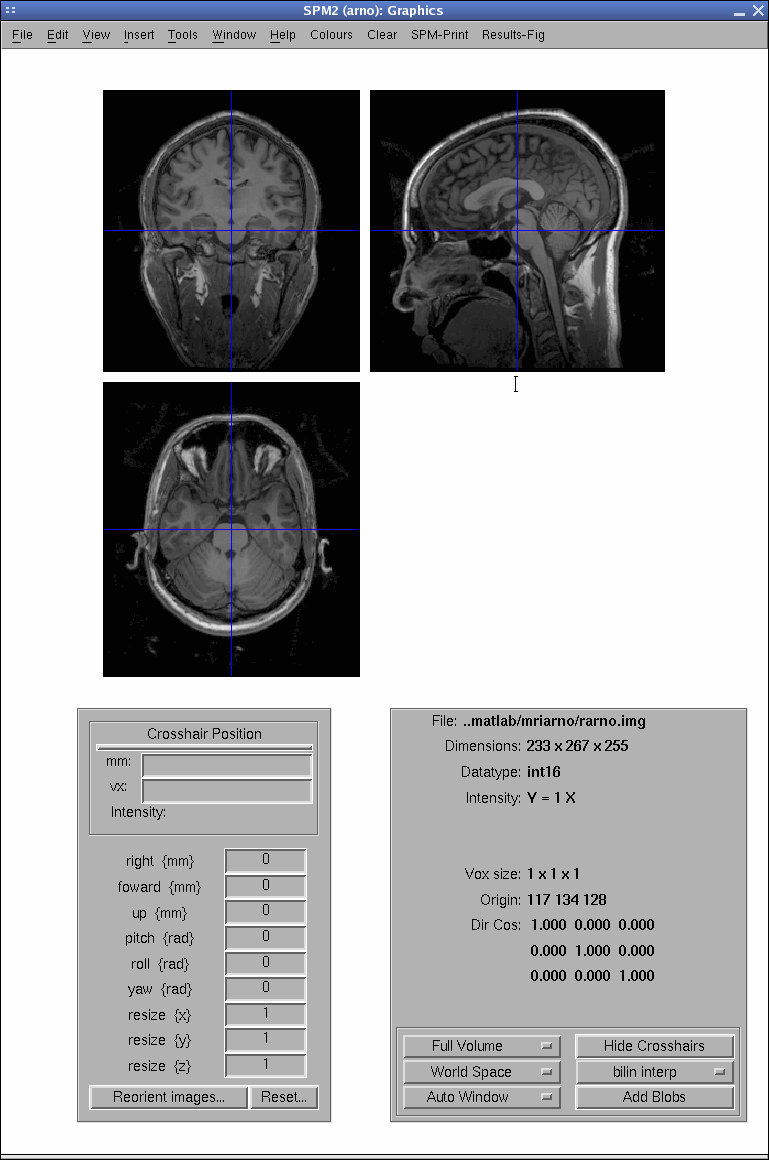 SPM2 (arno): Graphics
File Edit View Insert Tools Window Help Colours Clear SPM-Print Results-Fig
Crosshair Position
mm:
vx:
Intensity:
right {mm} 0
foward {mm} 0
up {mm} 0
pitch {rad} 0
roll {rad} 0
yaw {rad} 0
resize {x} 1
resize {y} 1
resize {z} 1
Reorient images... Reset...
File: ..matlab/mriarno/rarno.img
Dimensions: 233 x 267 x 255
Datatype: int16
Intensity: Y = 1 X
Vox size: 1 x 1 x 1
Origin: 117 134 128
Dir Cos: 1.000 0.000 0.000
0.000 1.000 0.000
0.000 0.000 1.000
Full Volume Hide Crosshairs
World Space bilin interp
Auto Window Add Blobs